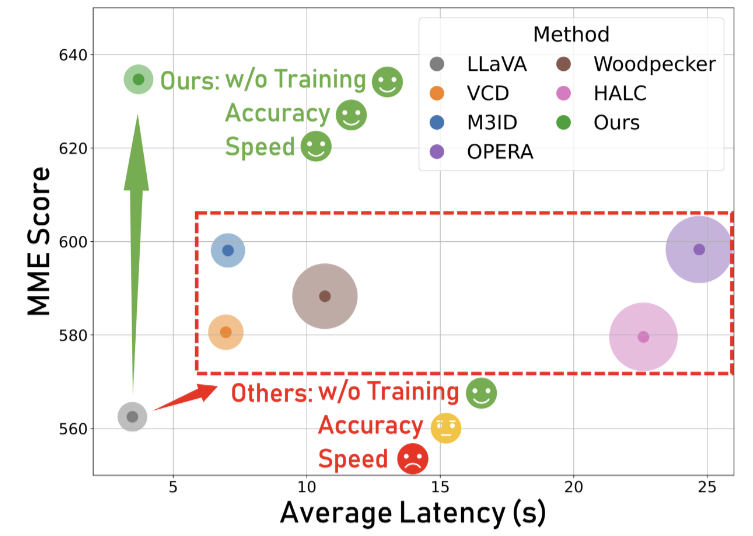 640
620
600
580
560
MME Score
5
10
15
20
25
Average Latency (s)
Method
LLaVA
VCD
M3ID
OPERA
Woodpecker
HALC
Ours
Ours: w/o Training
Accuracy
Speed
Others: w/o Training
Accuracy
Speed